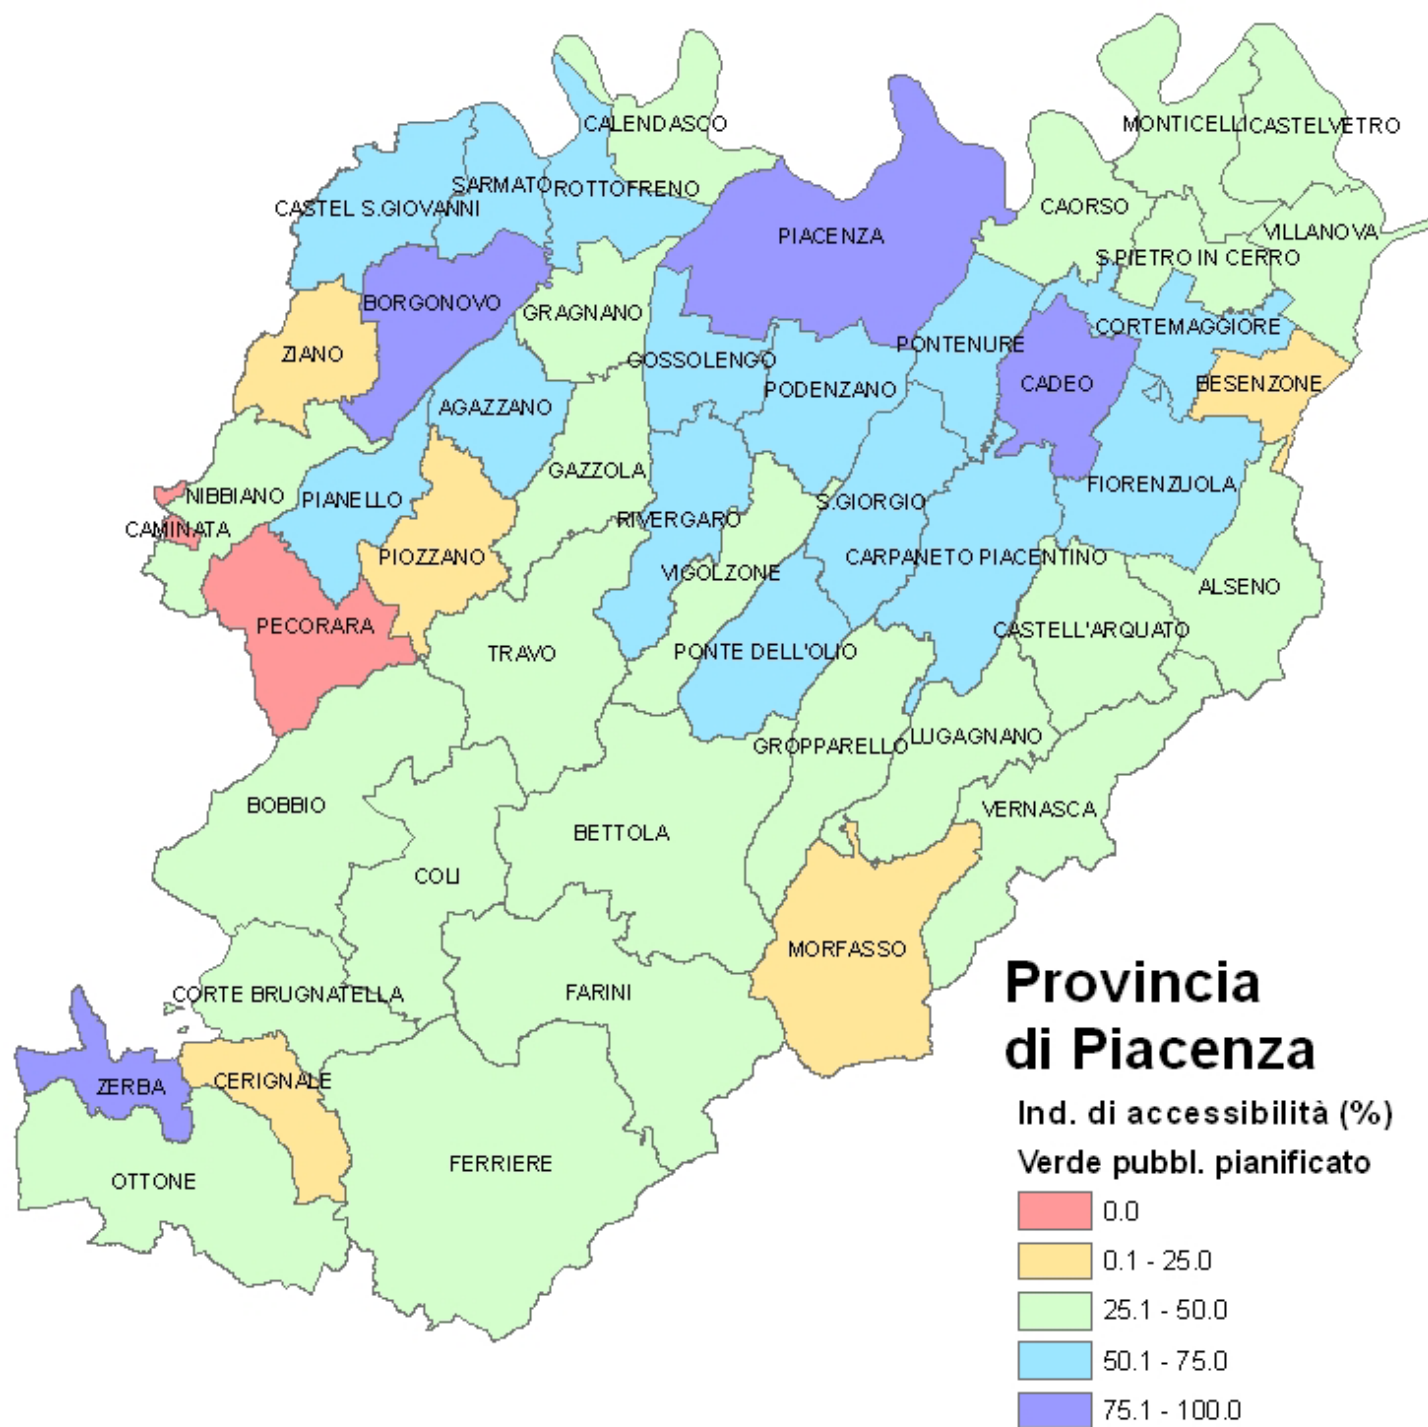 CALENDASCO
MONTICELLI
CASTELVETRO
SARMATO
ROTTOFRENO
CASTEL S.GIOVANNI
CAORSO
PIACENZA
VILLANOVA
S.PIETRO IN CERRO
BORGONOVO
GRAGNANO
CORTEMAGGIORE
PONTENURE
ZIANO
GOSSOLENGO
PODENZANO
CADEO
BESENZONE
AGAZZANO
GAZZOLA
NIBBIANO
PIANELLO
S.GIORGIO
FIORENZUOLA
RIVERGARO
CAMINATA
PIOZZANO
CARPANETO PIACENTINO
VIGOLZONE
ALSENO
PECORARA
CASTELL'ARQUATO
TRAVO
PONTE DELL'OLIO
GROPPARELLO
LUGAGNANO
BOBBIO
VERNASCA
BETTOLA
COLI
MORFASSO
CORTE BRUGNATELLA
FARINI
ZERBA
CERIGNALE
FERRIERE
OTTONE
Provincia
di Piacenza
Ind. di accessibilità (%)
Verde pubbl. pianificato
0.0
0.1 - 25.0
25.1 - 50.0
50.1 - 75.0
75.1 - 100.0